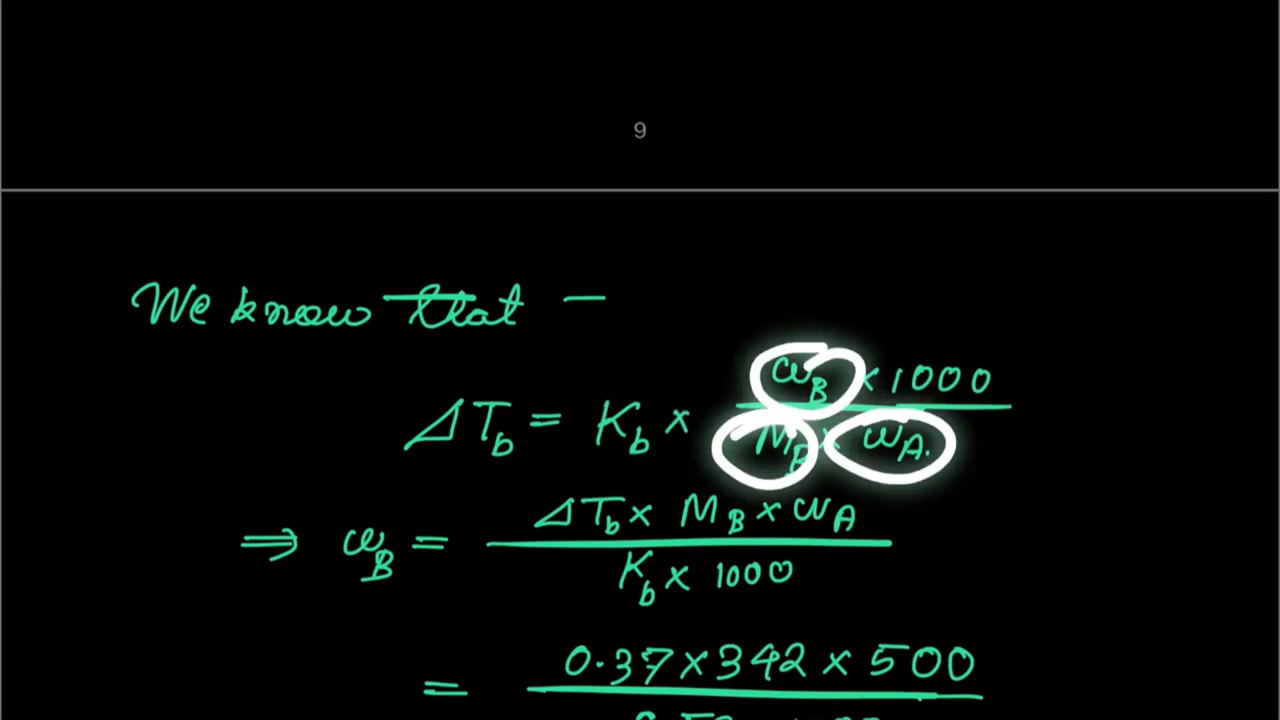 9
We know that –
ΔT_b = K_b × (w_B × 1000) / (M_B × w_A.)
⇒ w_B = (ΔT_b × M_B × w_A) / (K_b × 1000)
= 0.37 × 342 × 500